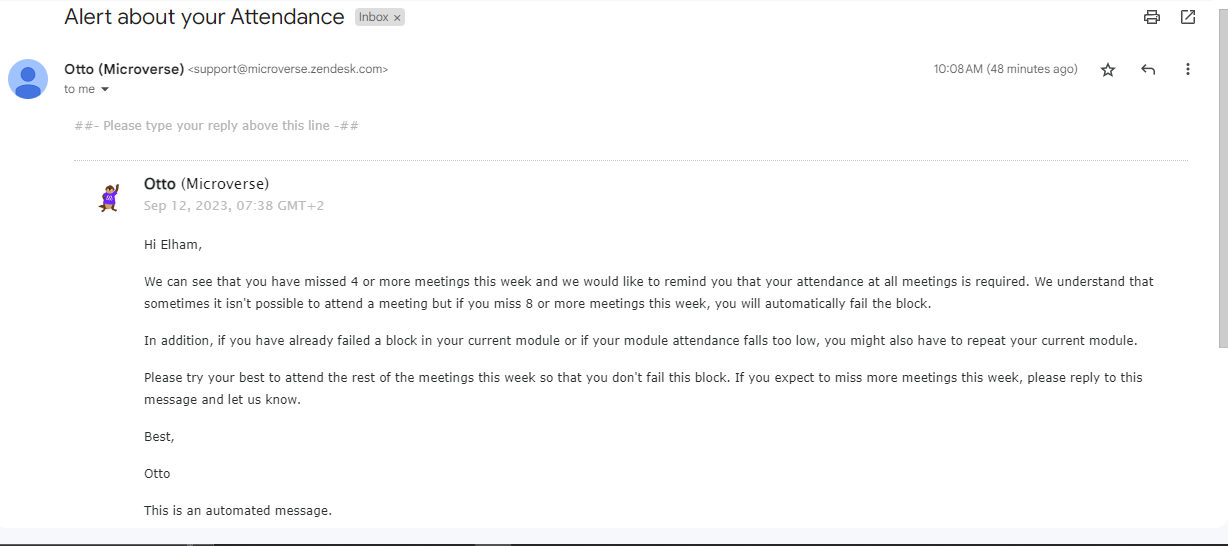 Alert about your Attendance Inbox ×
Otto (Microverse) <support@microverse.zendesk.com> 10:08 AM (48 minutes ago)
to me
##- Please type your reply above this line -##
Otto (Microverse)
Sep 12, 2023, 07:38 GMT+2
Hi Elham,
We can see that you have missed 4 or more meetings this week and we would like to remind you that your attendance at all meetings is required. We understand that
sometimes it isn't possible to attend a meeting but if you miss 8 or more meetings this week, you will automatically fail the block.
In addition, if you have already failed a block in your current module or if your module attendance falls too low, you might also have to repeat your current module.
Please try your best to attend the rest of the meetings this week so that you don't fail this block. If you expect to miss more meetings this week, please reply to this
message and let us know.
Best,
Otto
This is an automated message.